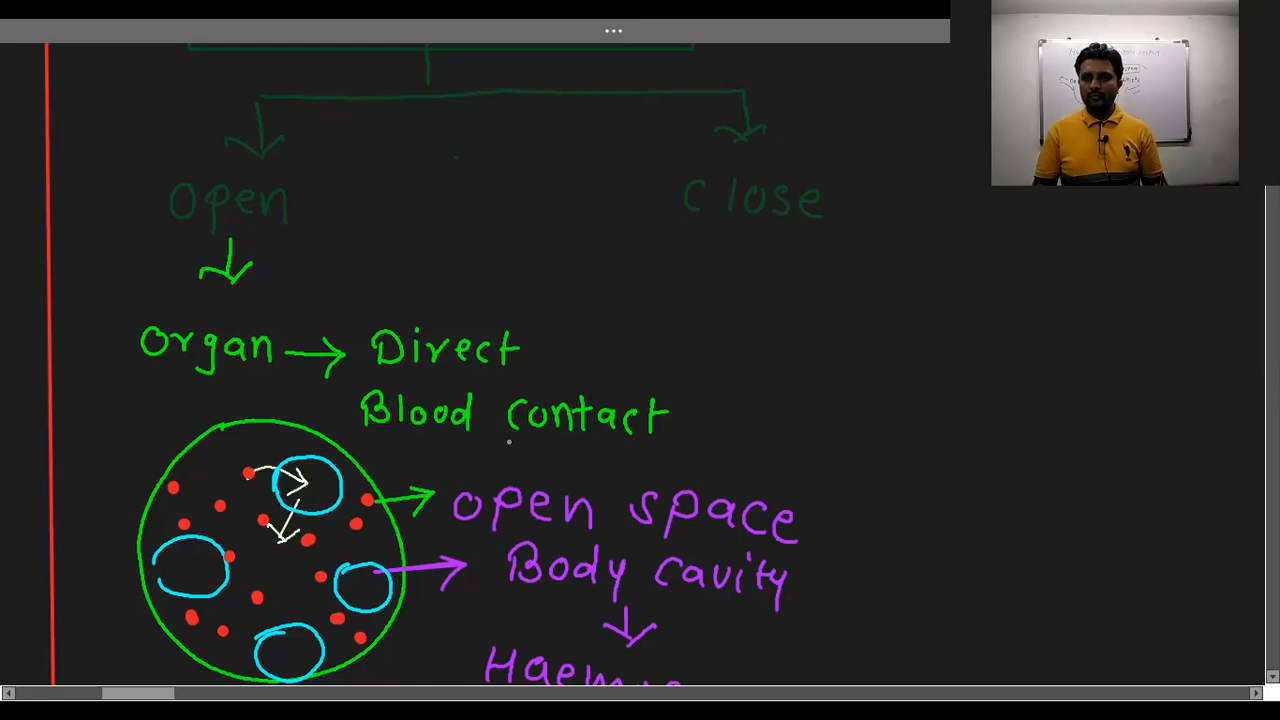 Open
Close
Organ → Direct
Blood contact
open space
Body cavity